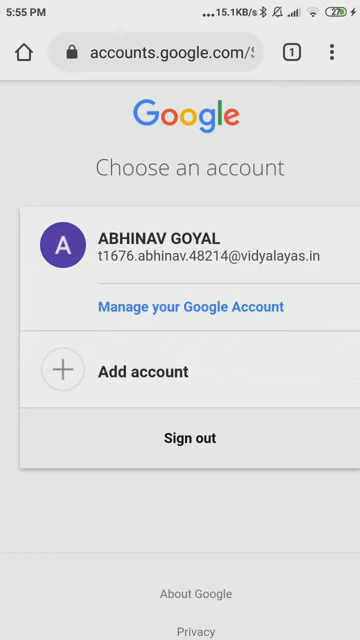 5:55 PM
...15.1KB/s
27
accounts.google.com/S
1
Google
Choose an account
A
ABHINAV GOYAL
t1676.abhinav.48214@vidyalayas.in
Manage your Google Account
Add account
Sign out
About Google
Privacy